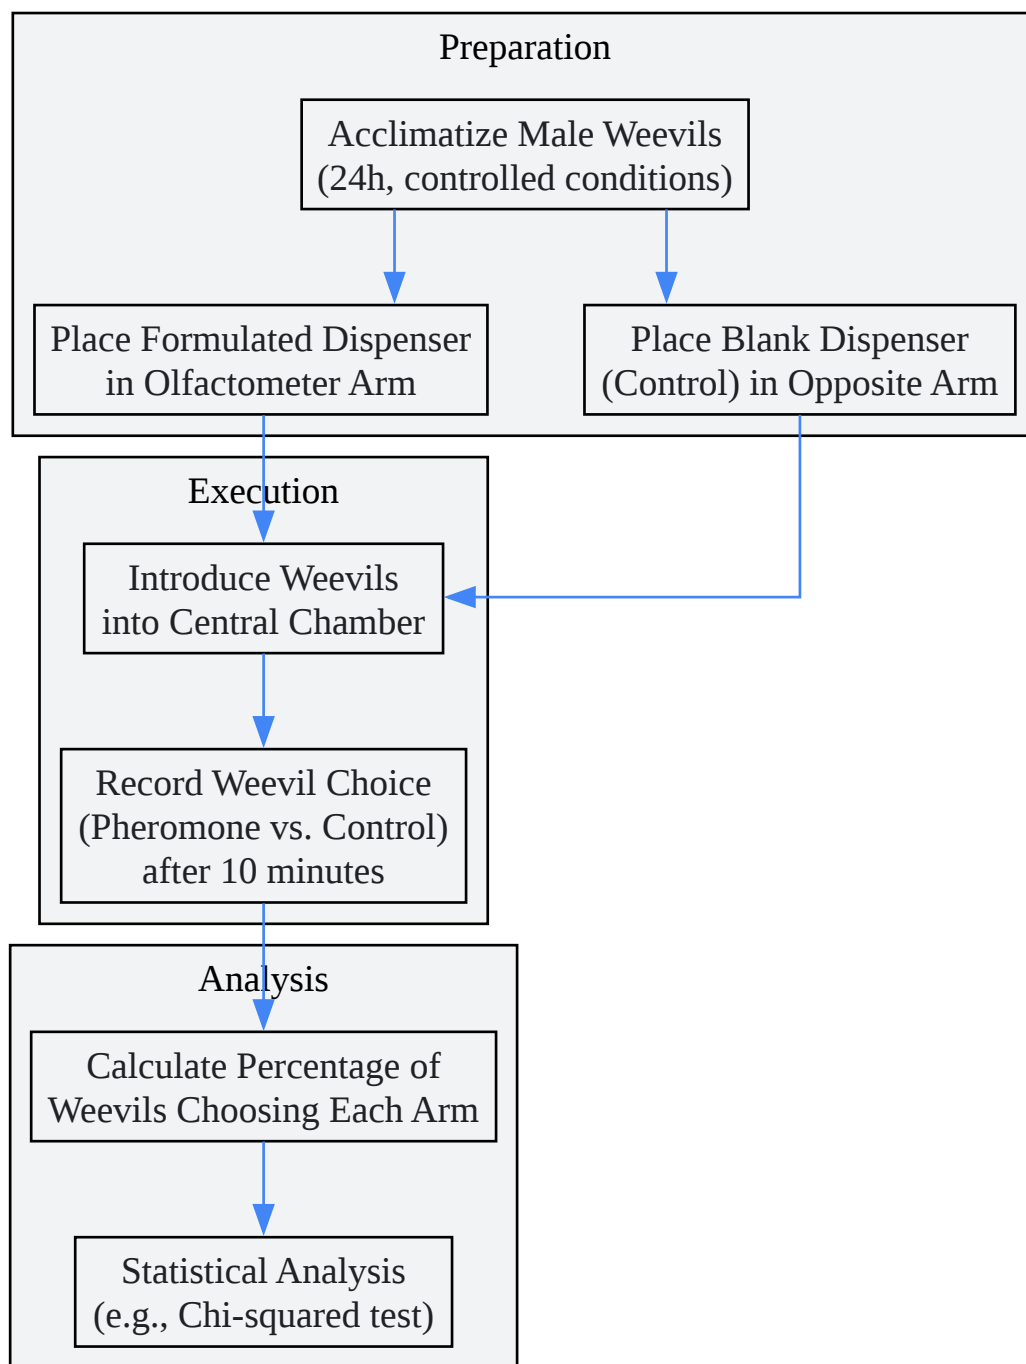 Preparation
Acclimatize Male Weevils
(24h, controlled conditions)
Place Formulated Dispenser
in Olfactometer Arm
Place Blank Dispenser
(Control) in Opposite Arm
Execution
Introduce Weevils
into Central Chamber
Record Weevil Choice
(Pheromone vs. Control)
after 10 minutes
Analysis
Calculate Percentage of
Weevils Choosing Each Arm
Statistical Analysis
(e.g., Chi-squared test)